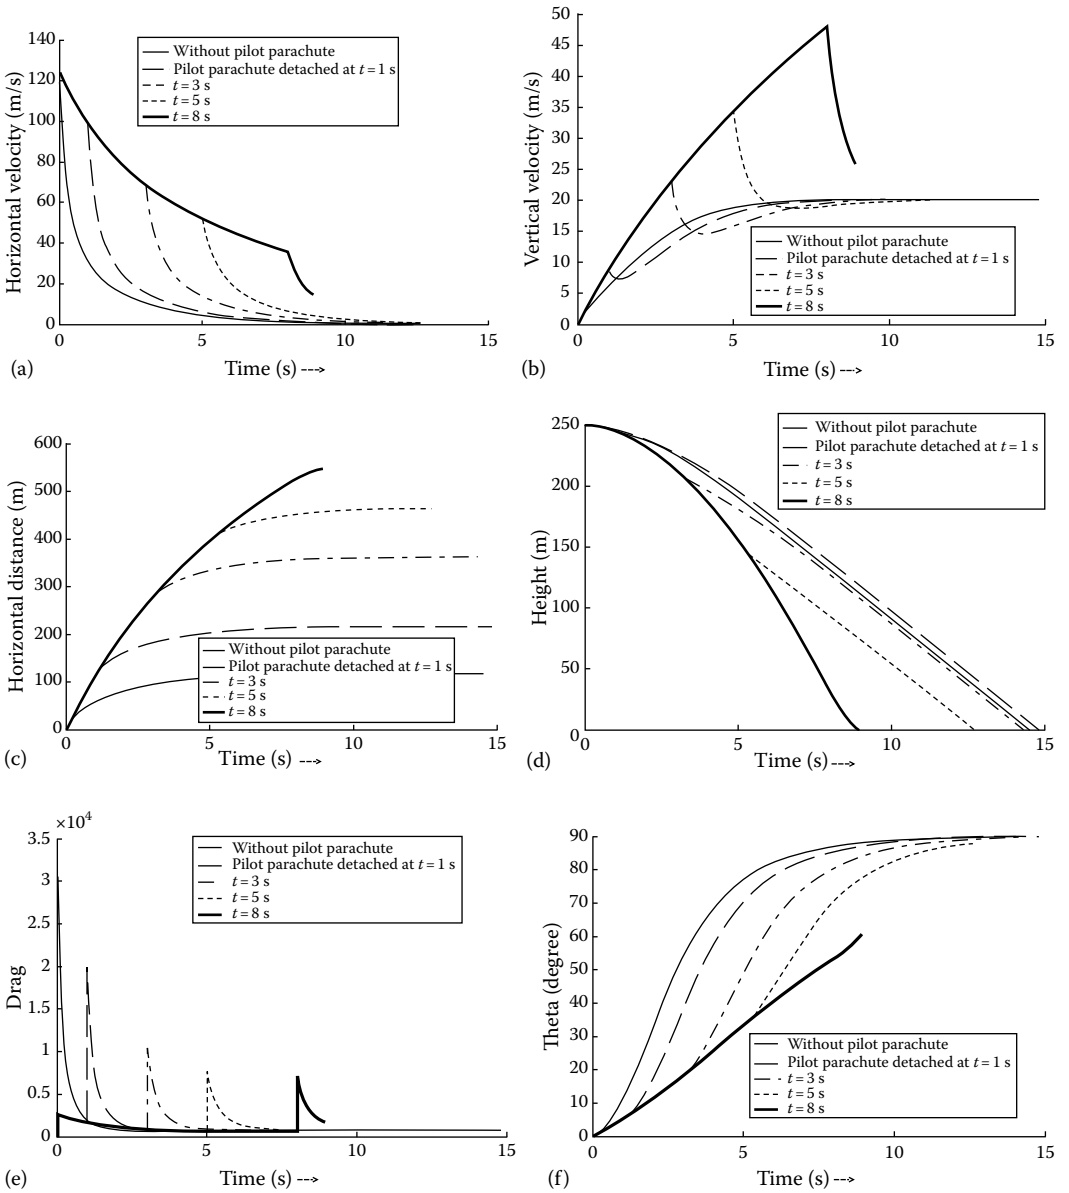 140
120
100
80
60
40
20
0
0 5 10 15
Horizontal velocity (m/s)
Time (s)
(a)
Without pilot parachute
Pilot parachute detached at t = 1 s
t = 3 s
t = 5 s
t = 8 s
50
45
40
35
30
25
20
15
10
5
0
0 5 10 15
Vertical velocity (m/s)
Time (s)
(b)
Without pilot parachute
Pilot parachute detached at t = 1 s
t = 3 s
t = 5 s
t = 8 s
600
500
400
300
200
100
0
0 5 10 15
Horizontal distance (m)
Time (s)
(c)
Without pilot parachute
Pilot parachute detached at t = 1 s
t = 3 s
t = 5 s
t = 8 s
250
200
150
100
50
0
0 5 10 15
Height (m)
Time (s)
(d)
Without pilot parachute
Pilot parachute detached at t = 1 s
t = 3 s
t = 5 s
t = 8 s
×10⁴
3.5
3
2.5
2
1.5
1
0.5
0
0 5 10 15
Drag
Time (s)
(e)
Without pilot parachute
Pilot parachute detached at t = 1 s
t = 3 s
t = 5 s
t = 8 s
90
80
70
60
50
40
30
20
10
0
0 5 10 15
Theta (degree)
Time (s)
(f)
Without pilot parachute
Pilot parachute detached at t = 1 s
t = 3 s
t = 5 s
t = 8 s